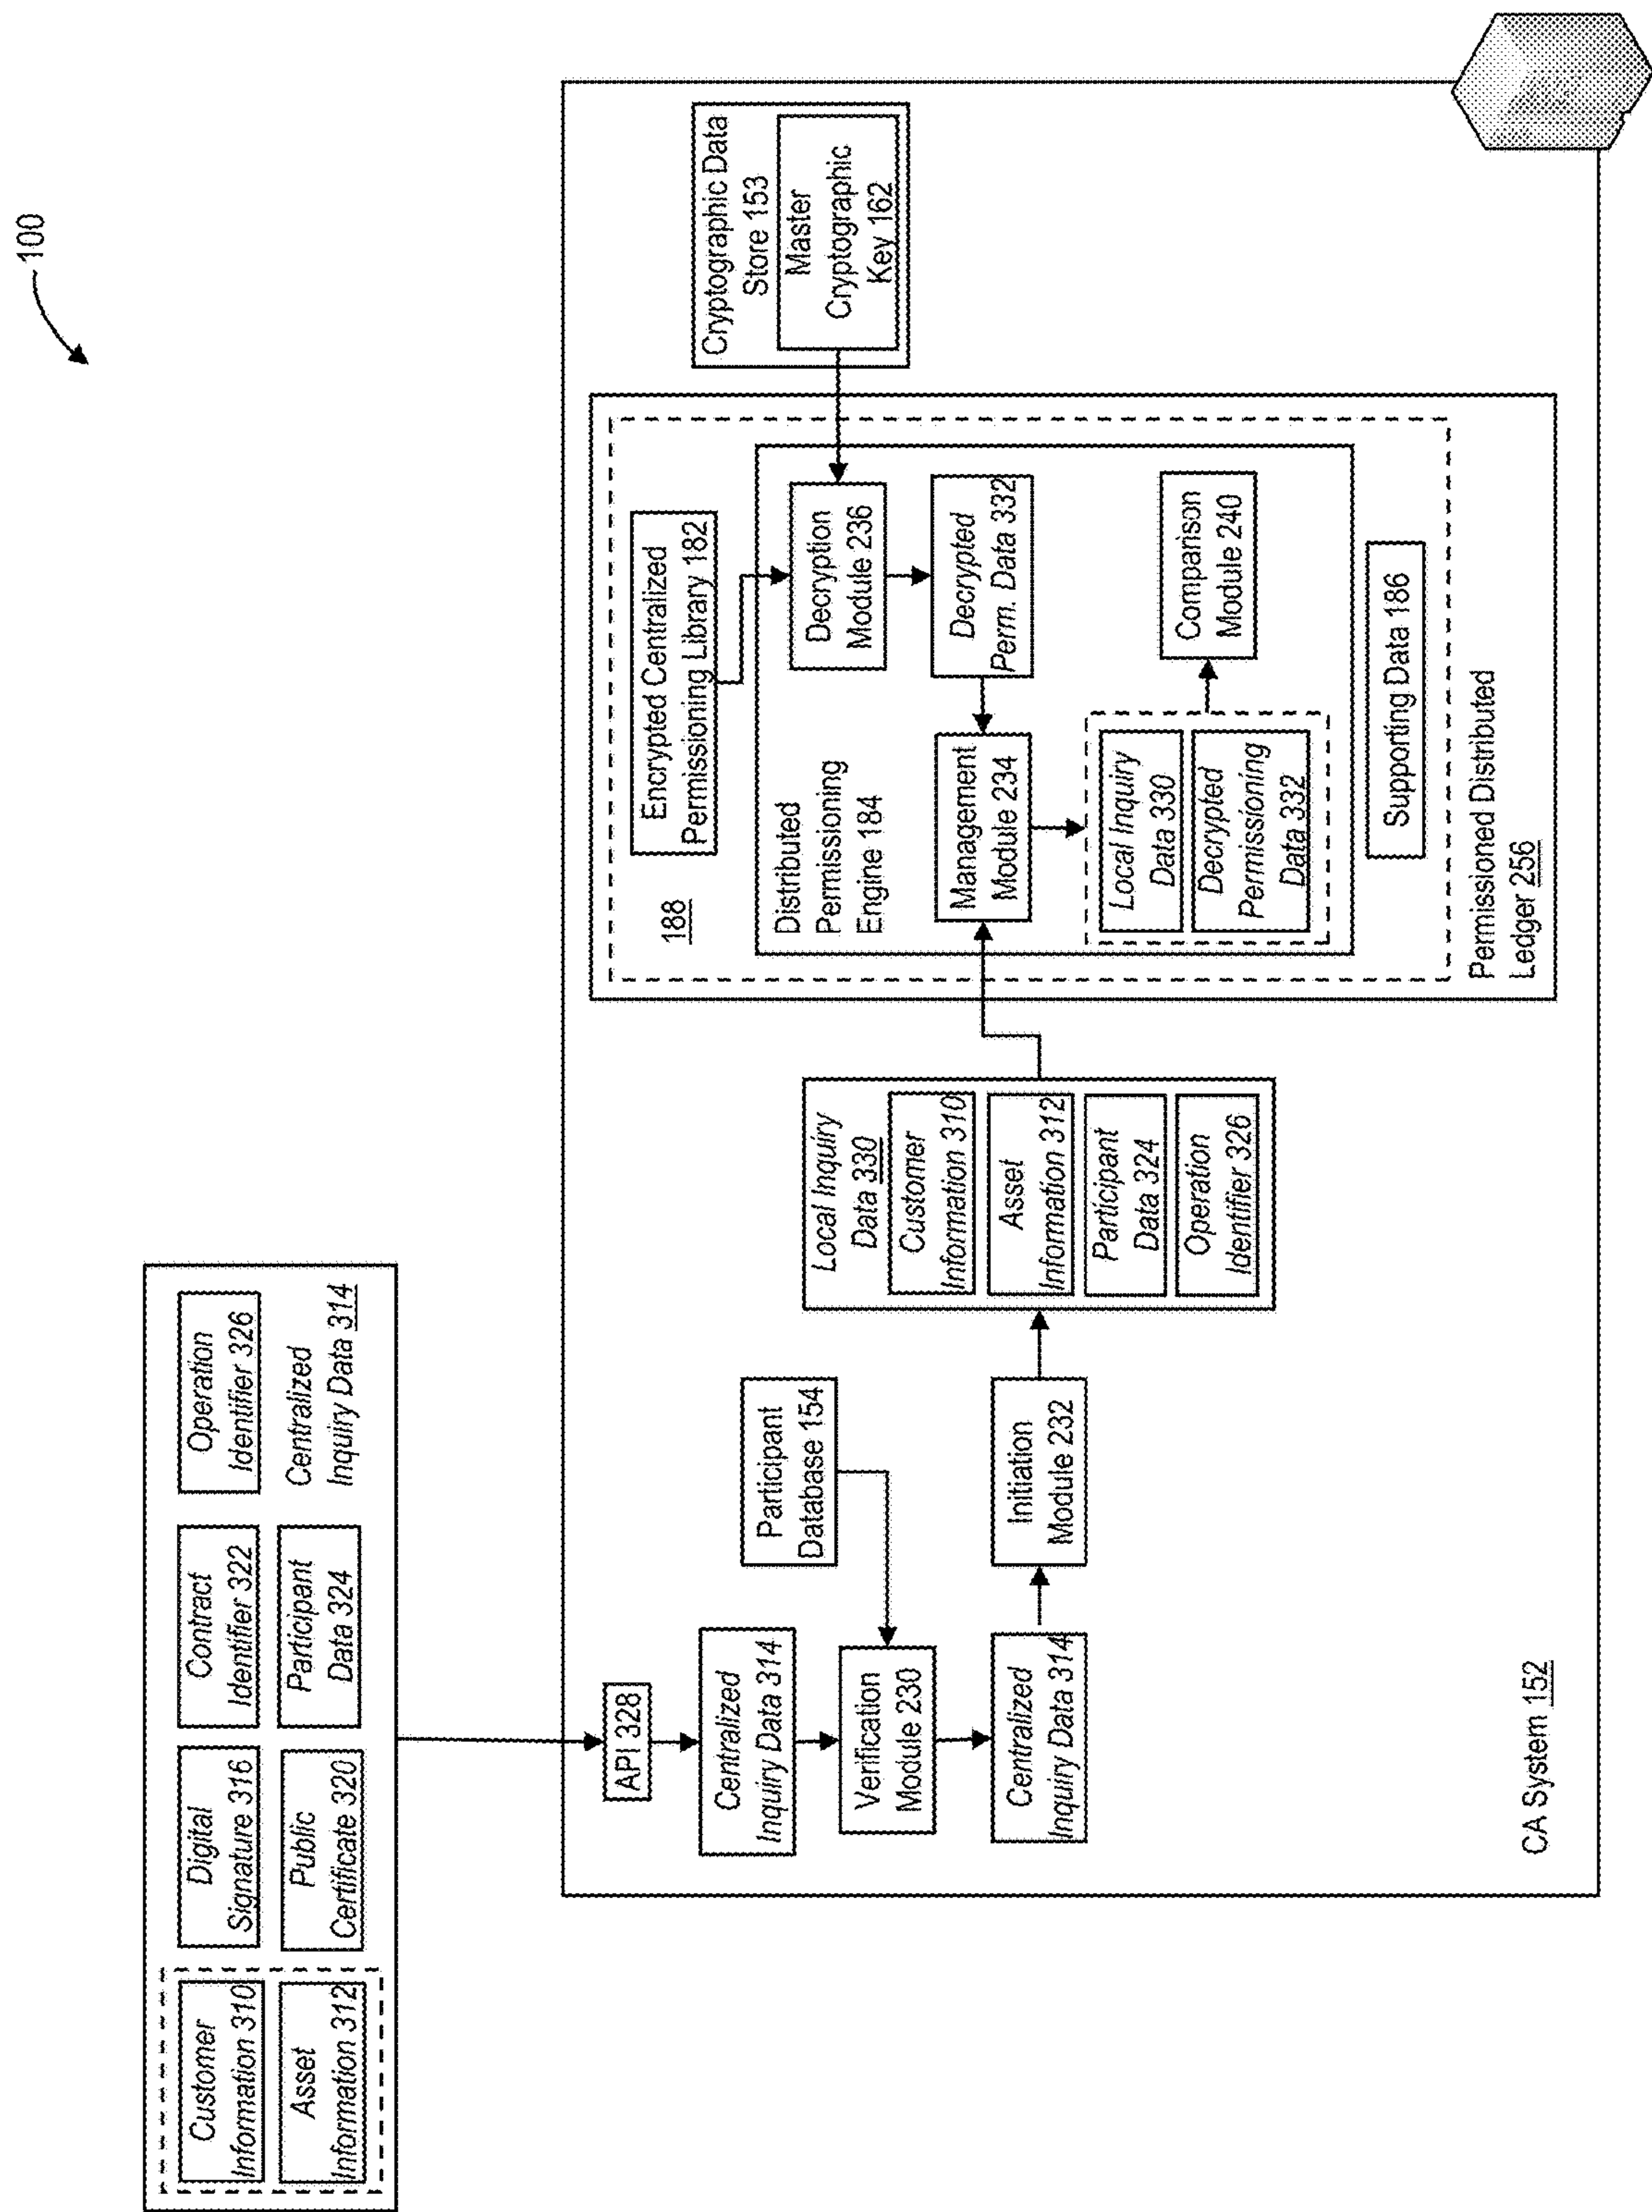 100
Customer
Information 310
Asset
Information 312
Digital
Signature 316
Public
Certificate 320
Contract
Identifier 322
Participant
Data 324
Operation
Identifier 326
Centralized
Inquiry Data 314
API 328
Centralized
Inquiry Data 314
Verification
Module 230
Centralized
Inquiry Data 314
Participant
Database 154
Initiation
Module 232
Local Inquiry
Data 330
Customer
Information 310
Asset
Information 312
Participant
Data 324
Operation
Identifier 326
188
Encrypted Centralized
Permissioning Library 182
Distributed
Permissioning
Engine 184
Decryption
Module 236
Decrypted
Perm. Data 332
Management
Module 234
Local Inquiry
Data 330
Decrypted
Permissioning
Data 332
Comparison
Module 240
Supporting Data 186
Permissioned Distributed
Ledger 256
Cryptographic Data
Store 153
Master
Cryptographic
Key 162
CA System 152